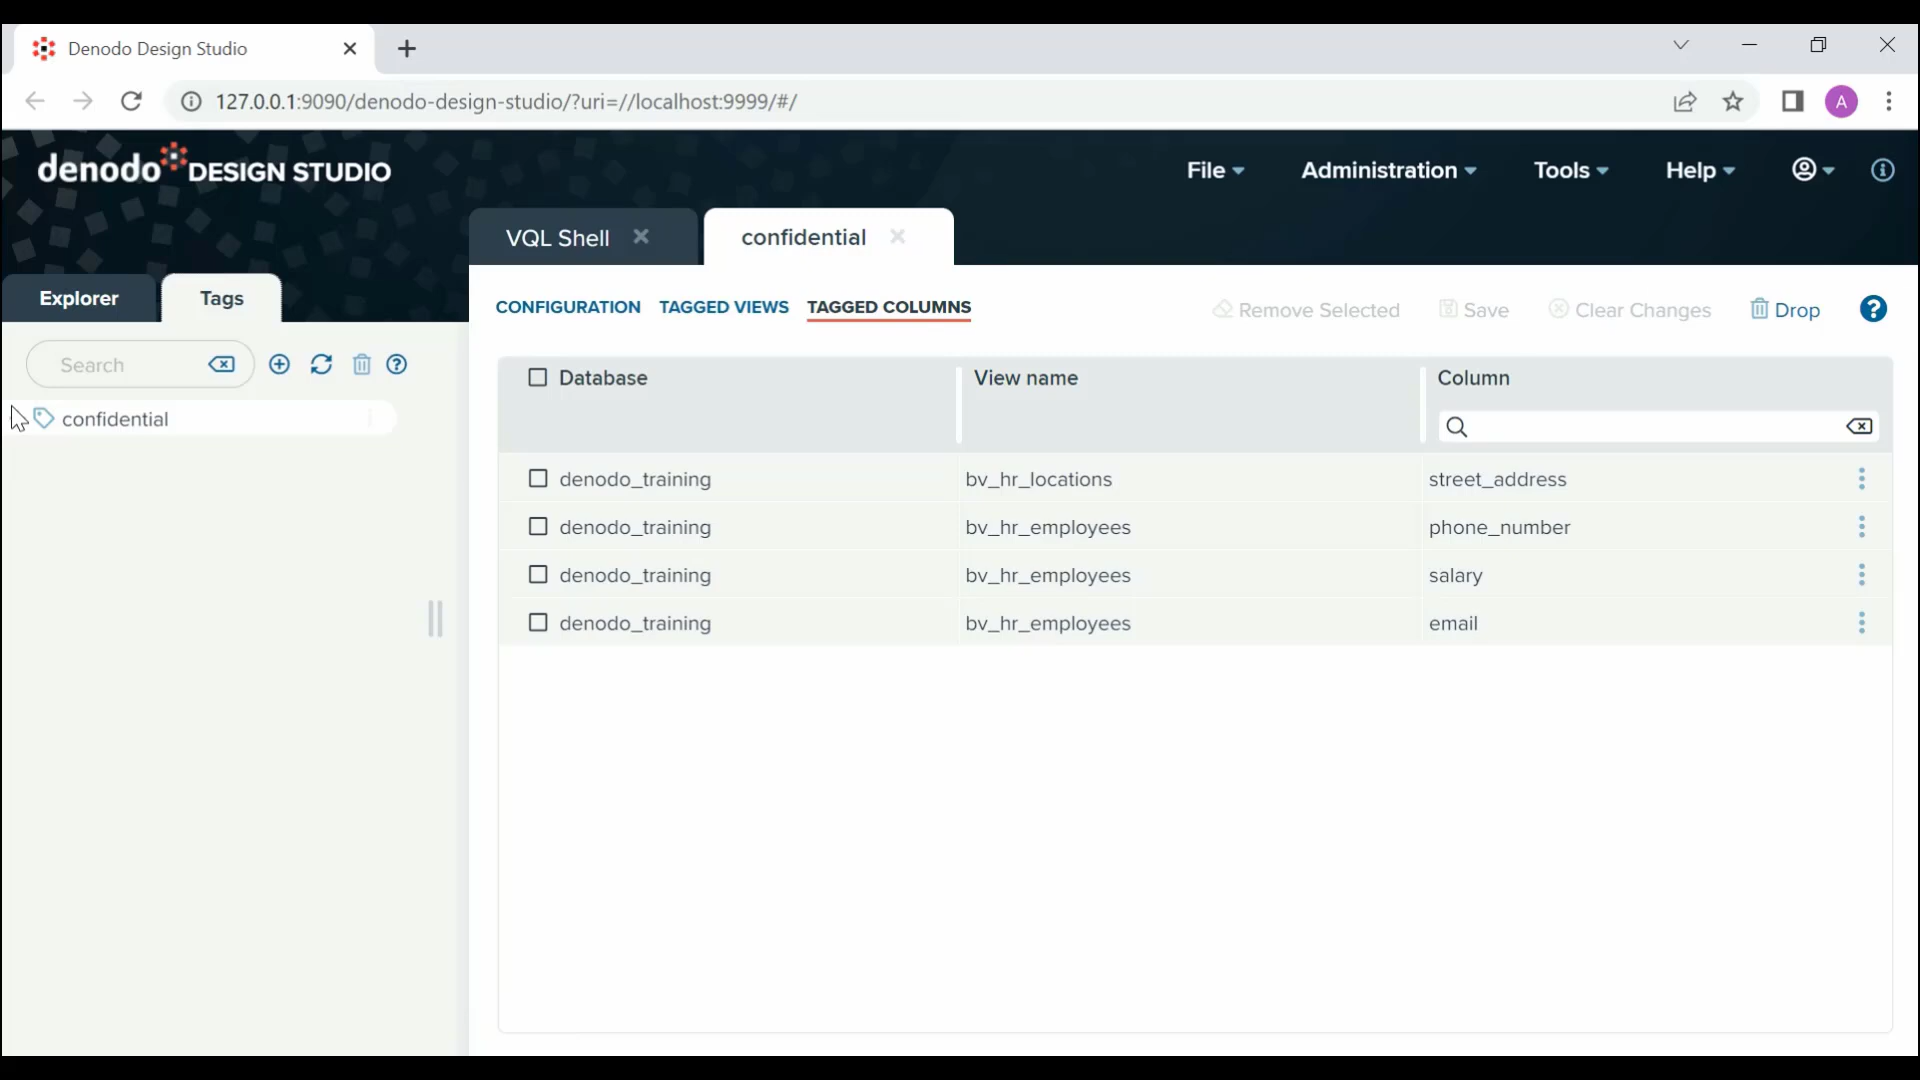 Denodo Design Studio
127.0.0.1:9090/denodo-design-studio/?uri=//localhost:9999/#/
A
denodo DESIGN STUDIO
File
Administration
Tools
Help
VQL Shell
confidential
Explorer
Tags
CONFIGURATION TAGGED VIEWS TAGGED COLUMNS
Remove Selected Save Clear Changes Drop ?
Search ?
confidential
Database View name Column
denodo_training bv_hr_locations street_address
denodo_training bv_hr_employees phone_number
denodo_training bv_hr_employees salary
denodo_training bv_hr_employees email